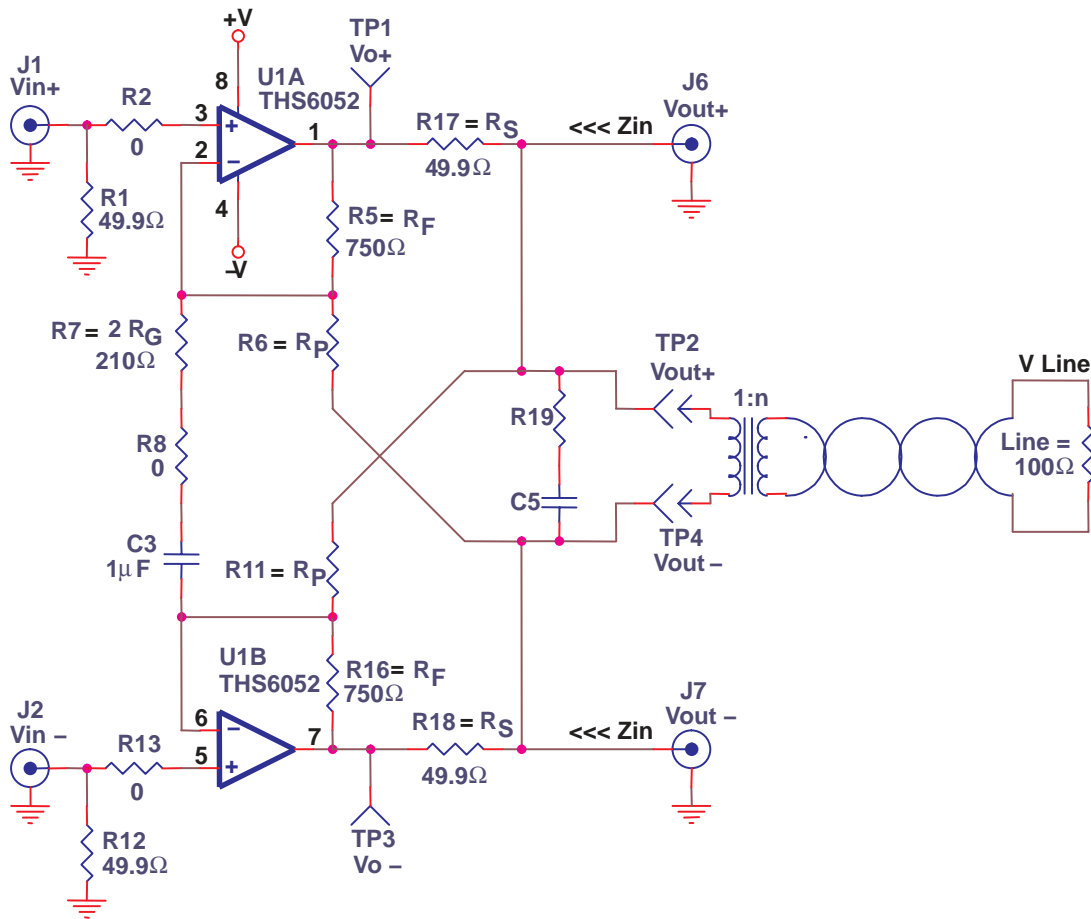 +V
TP1
Vo+
J1
Vin+
J6
Vout+
8
U1A
THS6052
R2
3
+
1
R17 = RS
<<< Zin
0
2
–
49.9Ω
R1
49.9Ω
4
R5 = RF
750Ω
–V
R7 = 2 RG
210Ω
R6 = RP
TP2
Vout+
V Line
1:n
R19
R8
0
Line =
100Ω
C5
C3
1μF
TP4
Vout –
R11 = RP
U1B
THS6052
R16 = RF
750Ω
J2
Vin –
J7
Vout –
6
–
7
R18 = RS
<<< Zin
R13
5
+
0
49.9Ω
R12
49.9Ω
TP3
Vo –